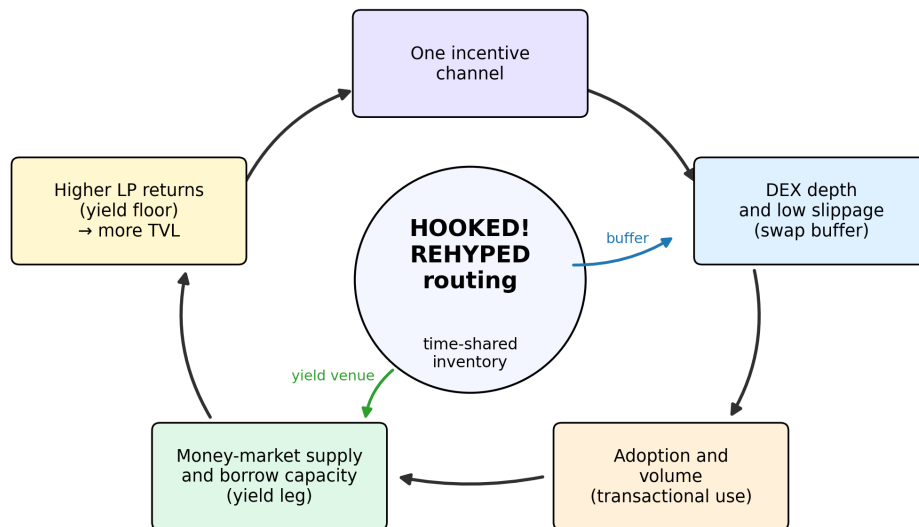 One incentive
channel
Higher LP returns
(yield floor)
→ more TVL
DEX depth
and low slippage
(swap buffer)
HOOKED!
REHYPED
routing
buffer
time-shared
inventory
yield venue
Money-market supply
and borrow capacity
(yield leg)
Adoption and
volume
(transactional use)